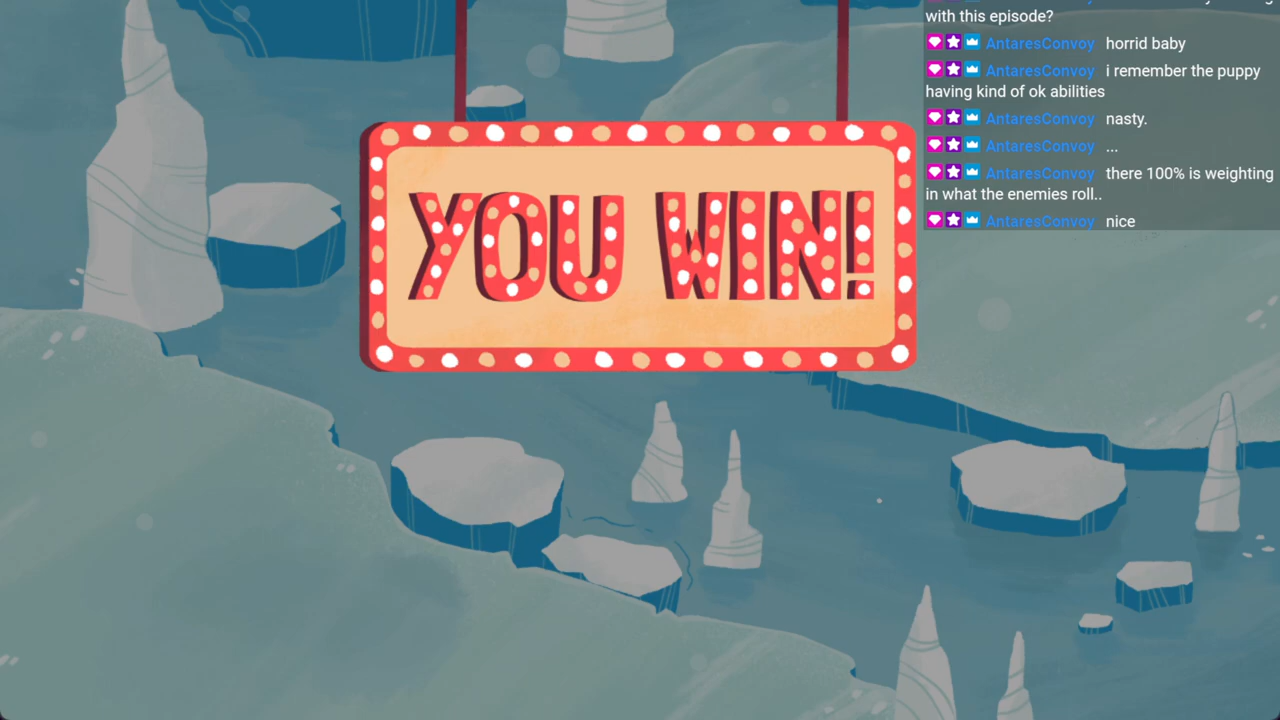 with this episode?
AntaresConvoy horrid baby
AntaresConvoy i remember the puppy
having kind of ok abilities
AntaresConvoy nasty.
AntaresConvoy ...
AntaresConvoy there 100% is weighting
in what the enemies roll..
AntaresConvoy nice
YOU WIN!